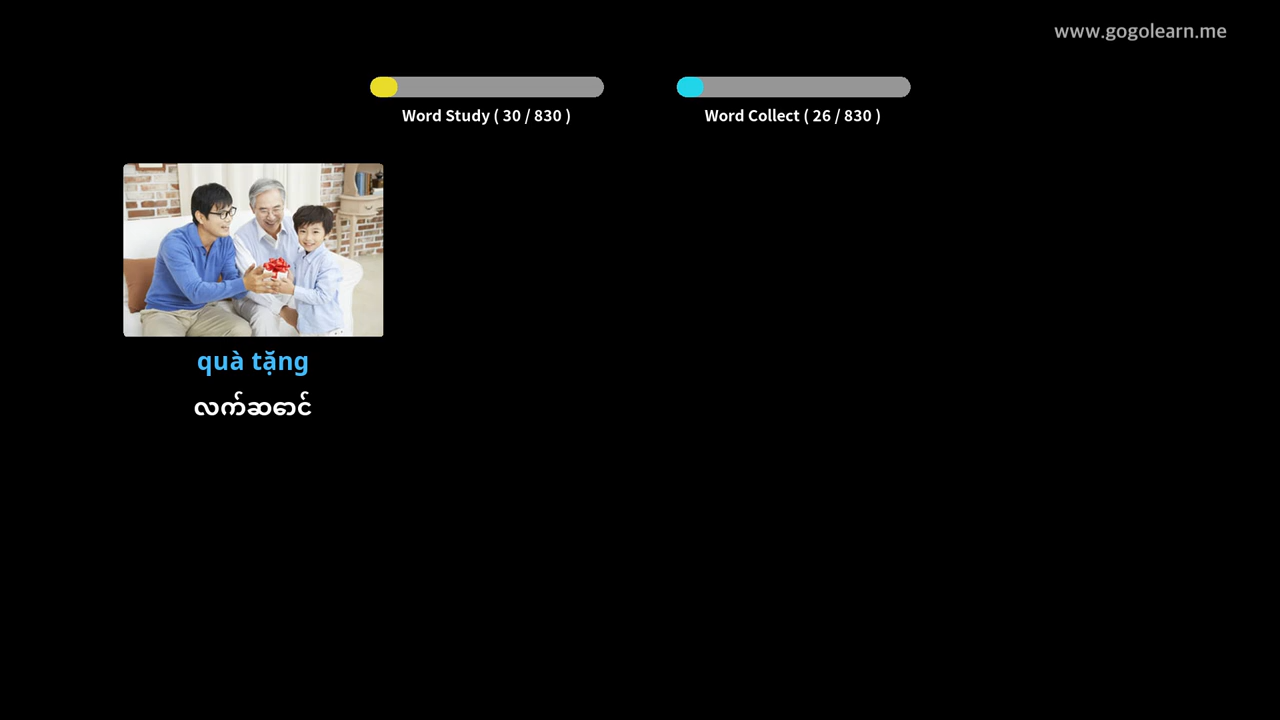 www.gogolearn.me
Word Study ( 30 / 830 )
Word Collect ( 26 / 830 )
quà tặng
လက်ဆောင်